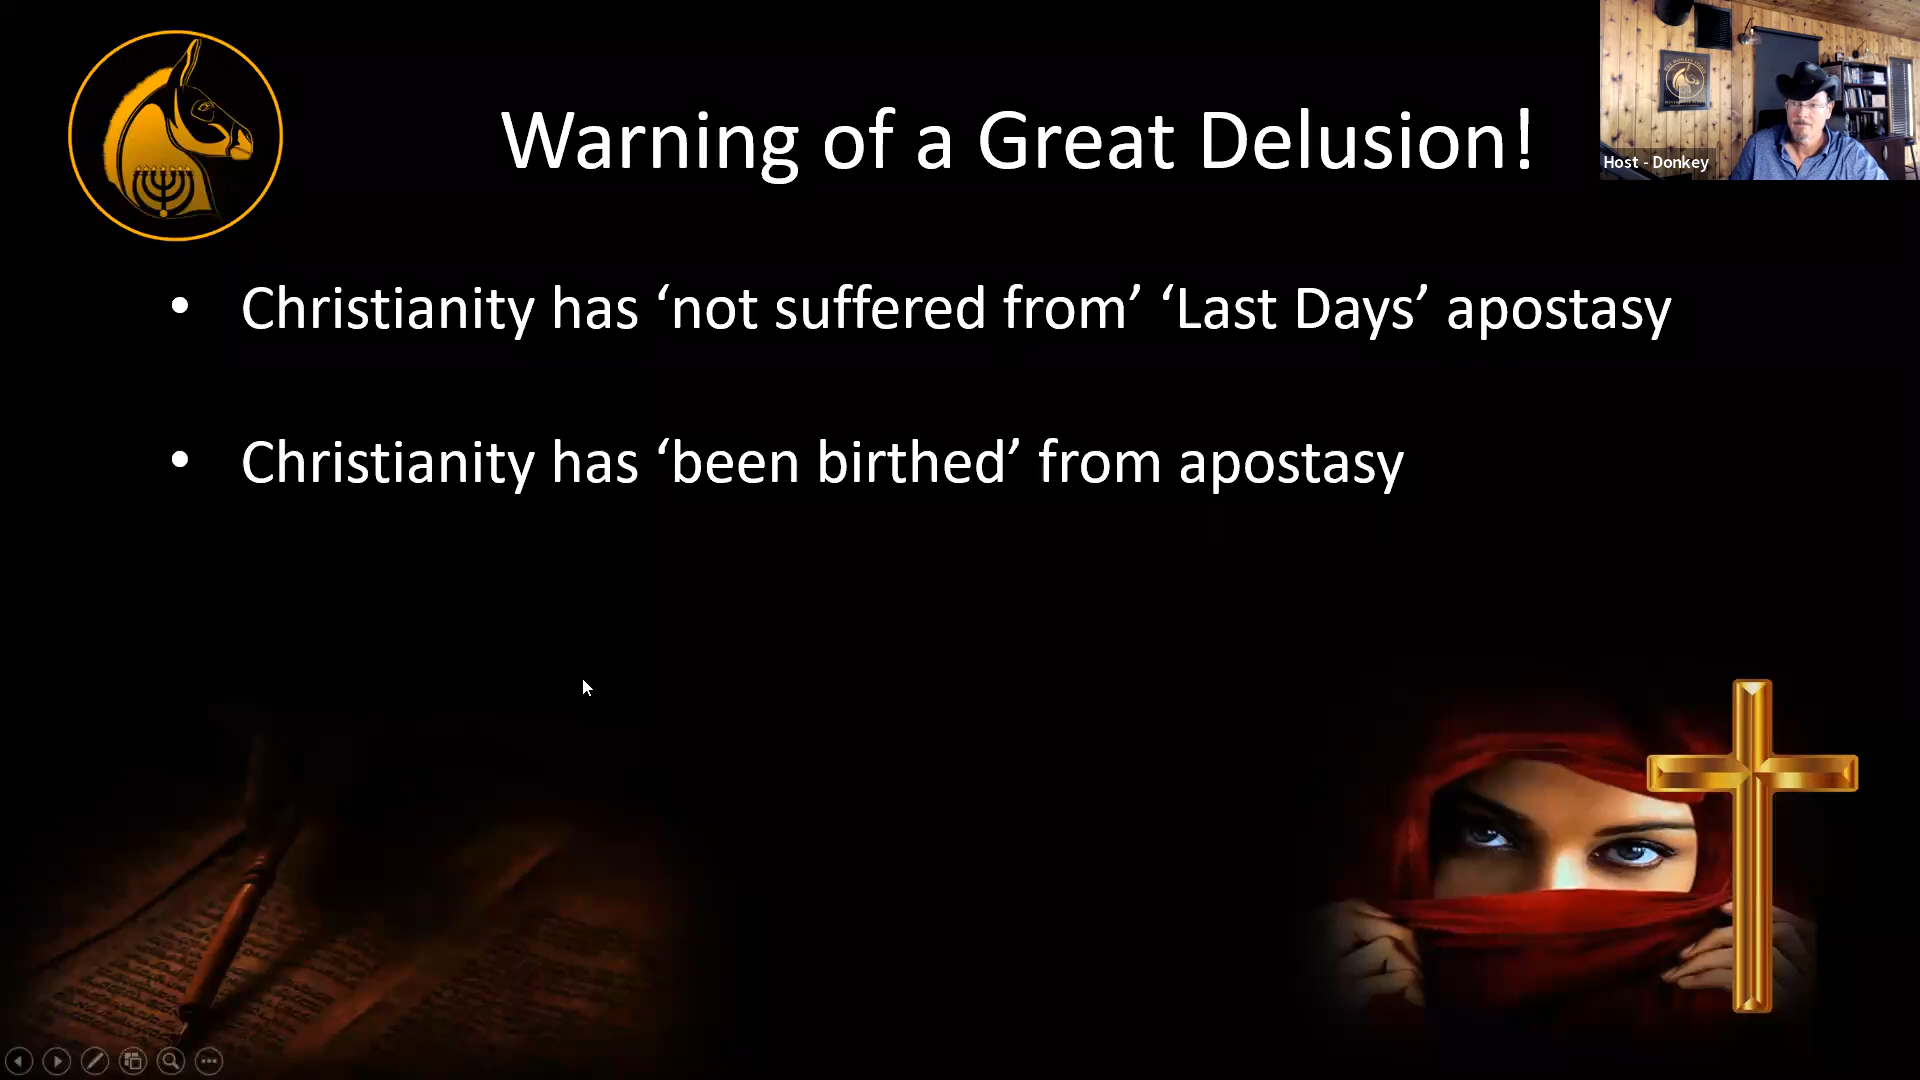 Warning of a Great Delusion!
Host - Donkey
• Christianity has ‘not suffered from’ ‘Last Days’ apostasy
• Christianity has ‘been birthed’ from apostasy